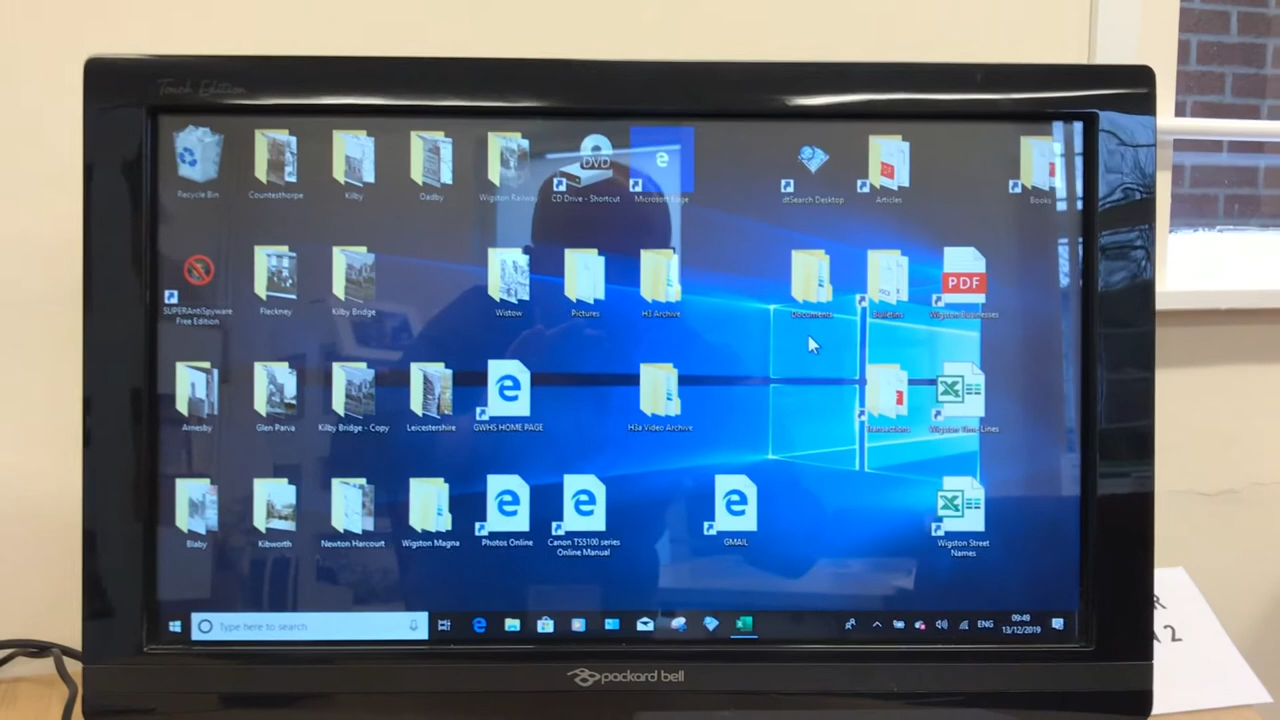 Touch Edition
Recycle Bin
Countesthorpe
Kilby
Oadby
Wigston Railway
DVD
CD Drive - Shortcut
Microsoft Edge
dtSearch Desktop
Articles
Books
SUPERAntiSpyware
Free Edition
Fleckney
Kilby Bridge
Wistow
Pictures
H3 Archive
Documents
Bulletins
PDF
Wigston Businesses
Arnesby
Glen Parva
Kilby Bridge - Copy
Leicestershire
GWHS HOME PAGE
H3a Video Archive
Transactions
Wigston Time Lines
Blaby
Kibworth
Newton Harcourt
Wigston Magna
Photos Online
Canon TS5100 series
Online Manual
GMAIL
Wigston Street
Names
Type here to search
ENG
09:49
13/12/2019
packard bell
R
12